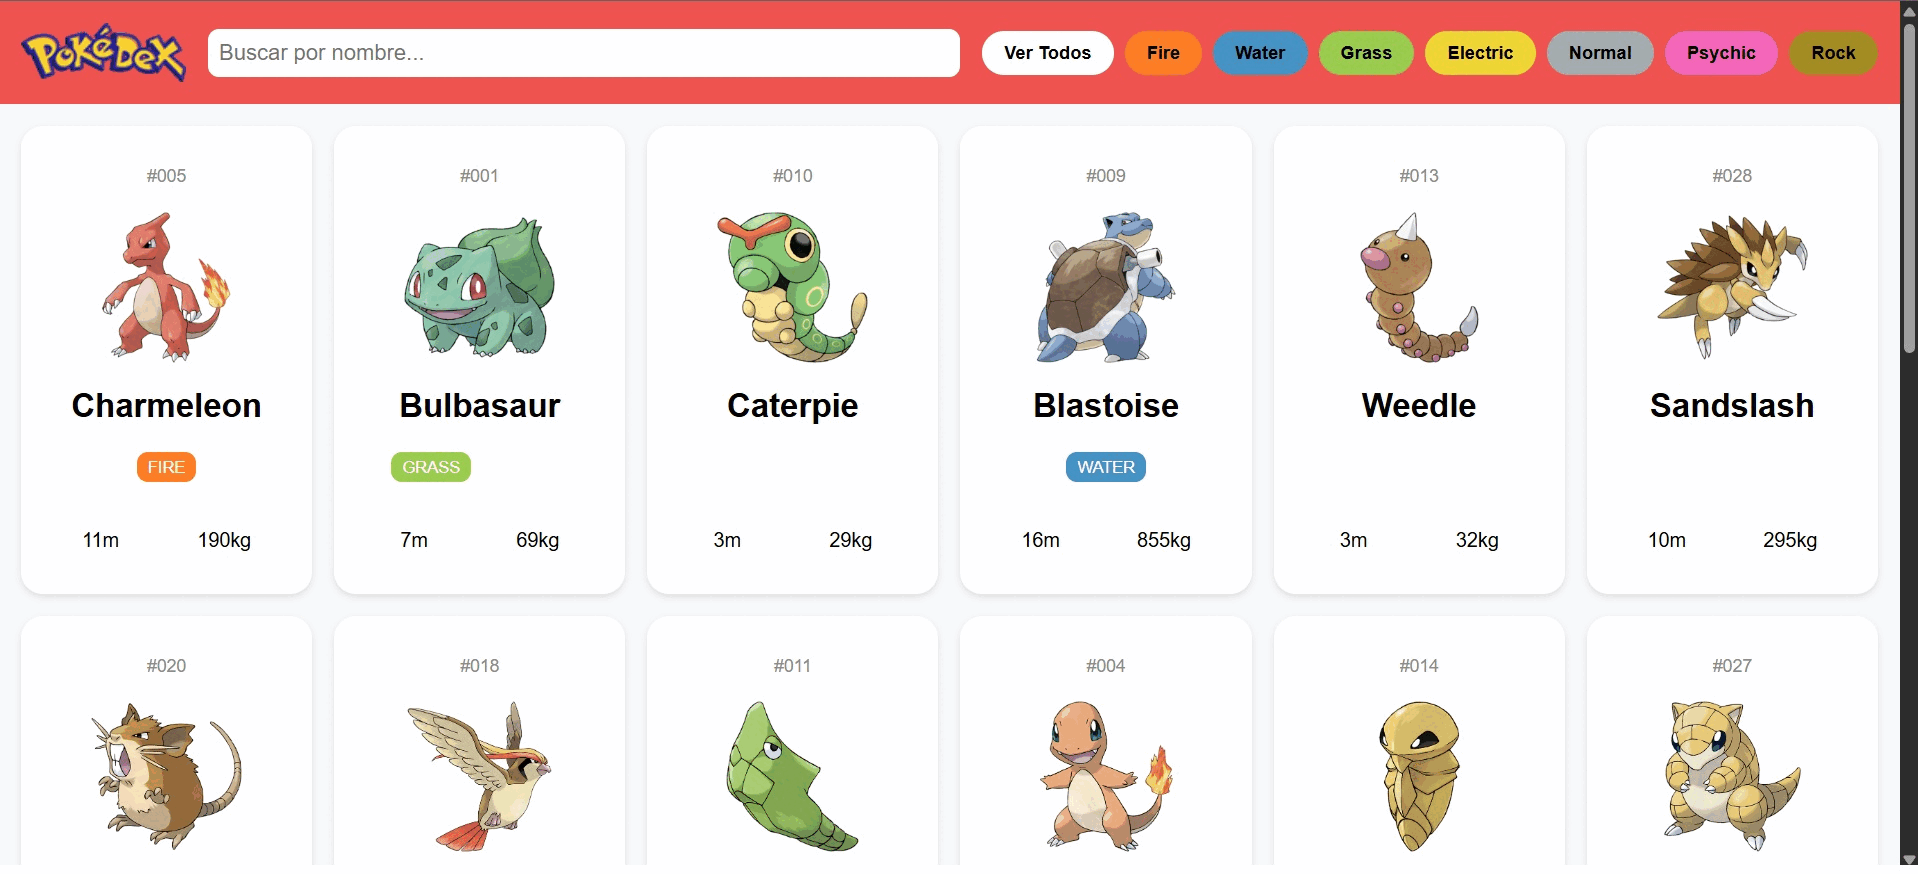 PokéDex
Buscar por nombre...
Ver Todos
Fire
Water
Grass
Electric
Normal
Psychic
Rock
#005
Charmeleon
FIRE
11m 190kg
#001
Bulbasaur
GRASS
7m 69kg
#010
Caterpie
3m 29kg
#009
Blastoise
WATER
16m 855kg
#013
Weedle
3m 32kg
#028
Sandslash
10m 295kg
#020
#018
#011
#004
#014
#027